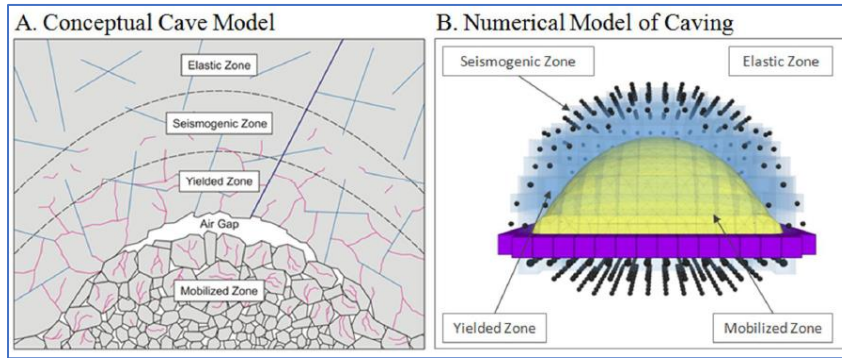 A. Conceptual Cave Model
Elastic Zone
Seismogenic Zone
Yielded Zone
Air Gap
Mobilized Zone
B. Numerical Model of Caving
Seismogenic Zone
Elastic Zone
Yielded Zone
Mobilized Zone